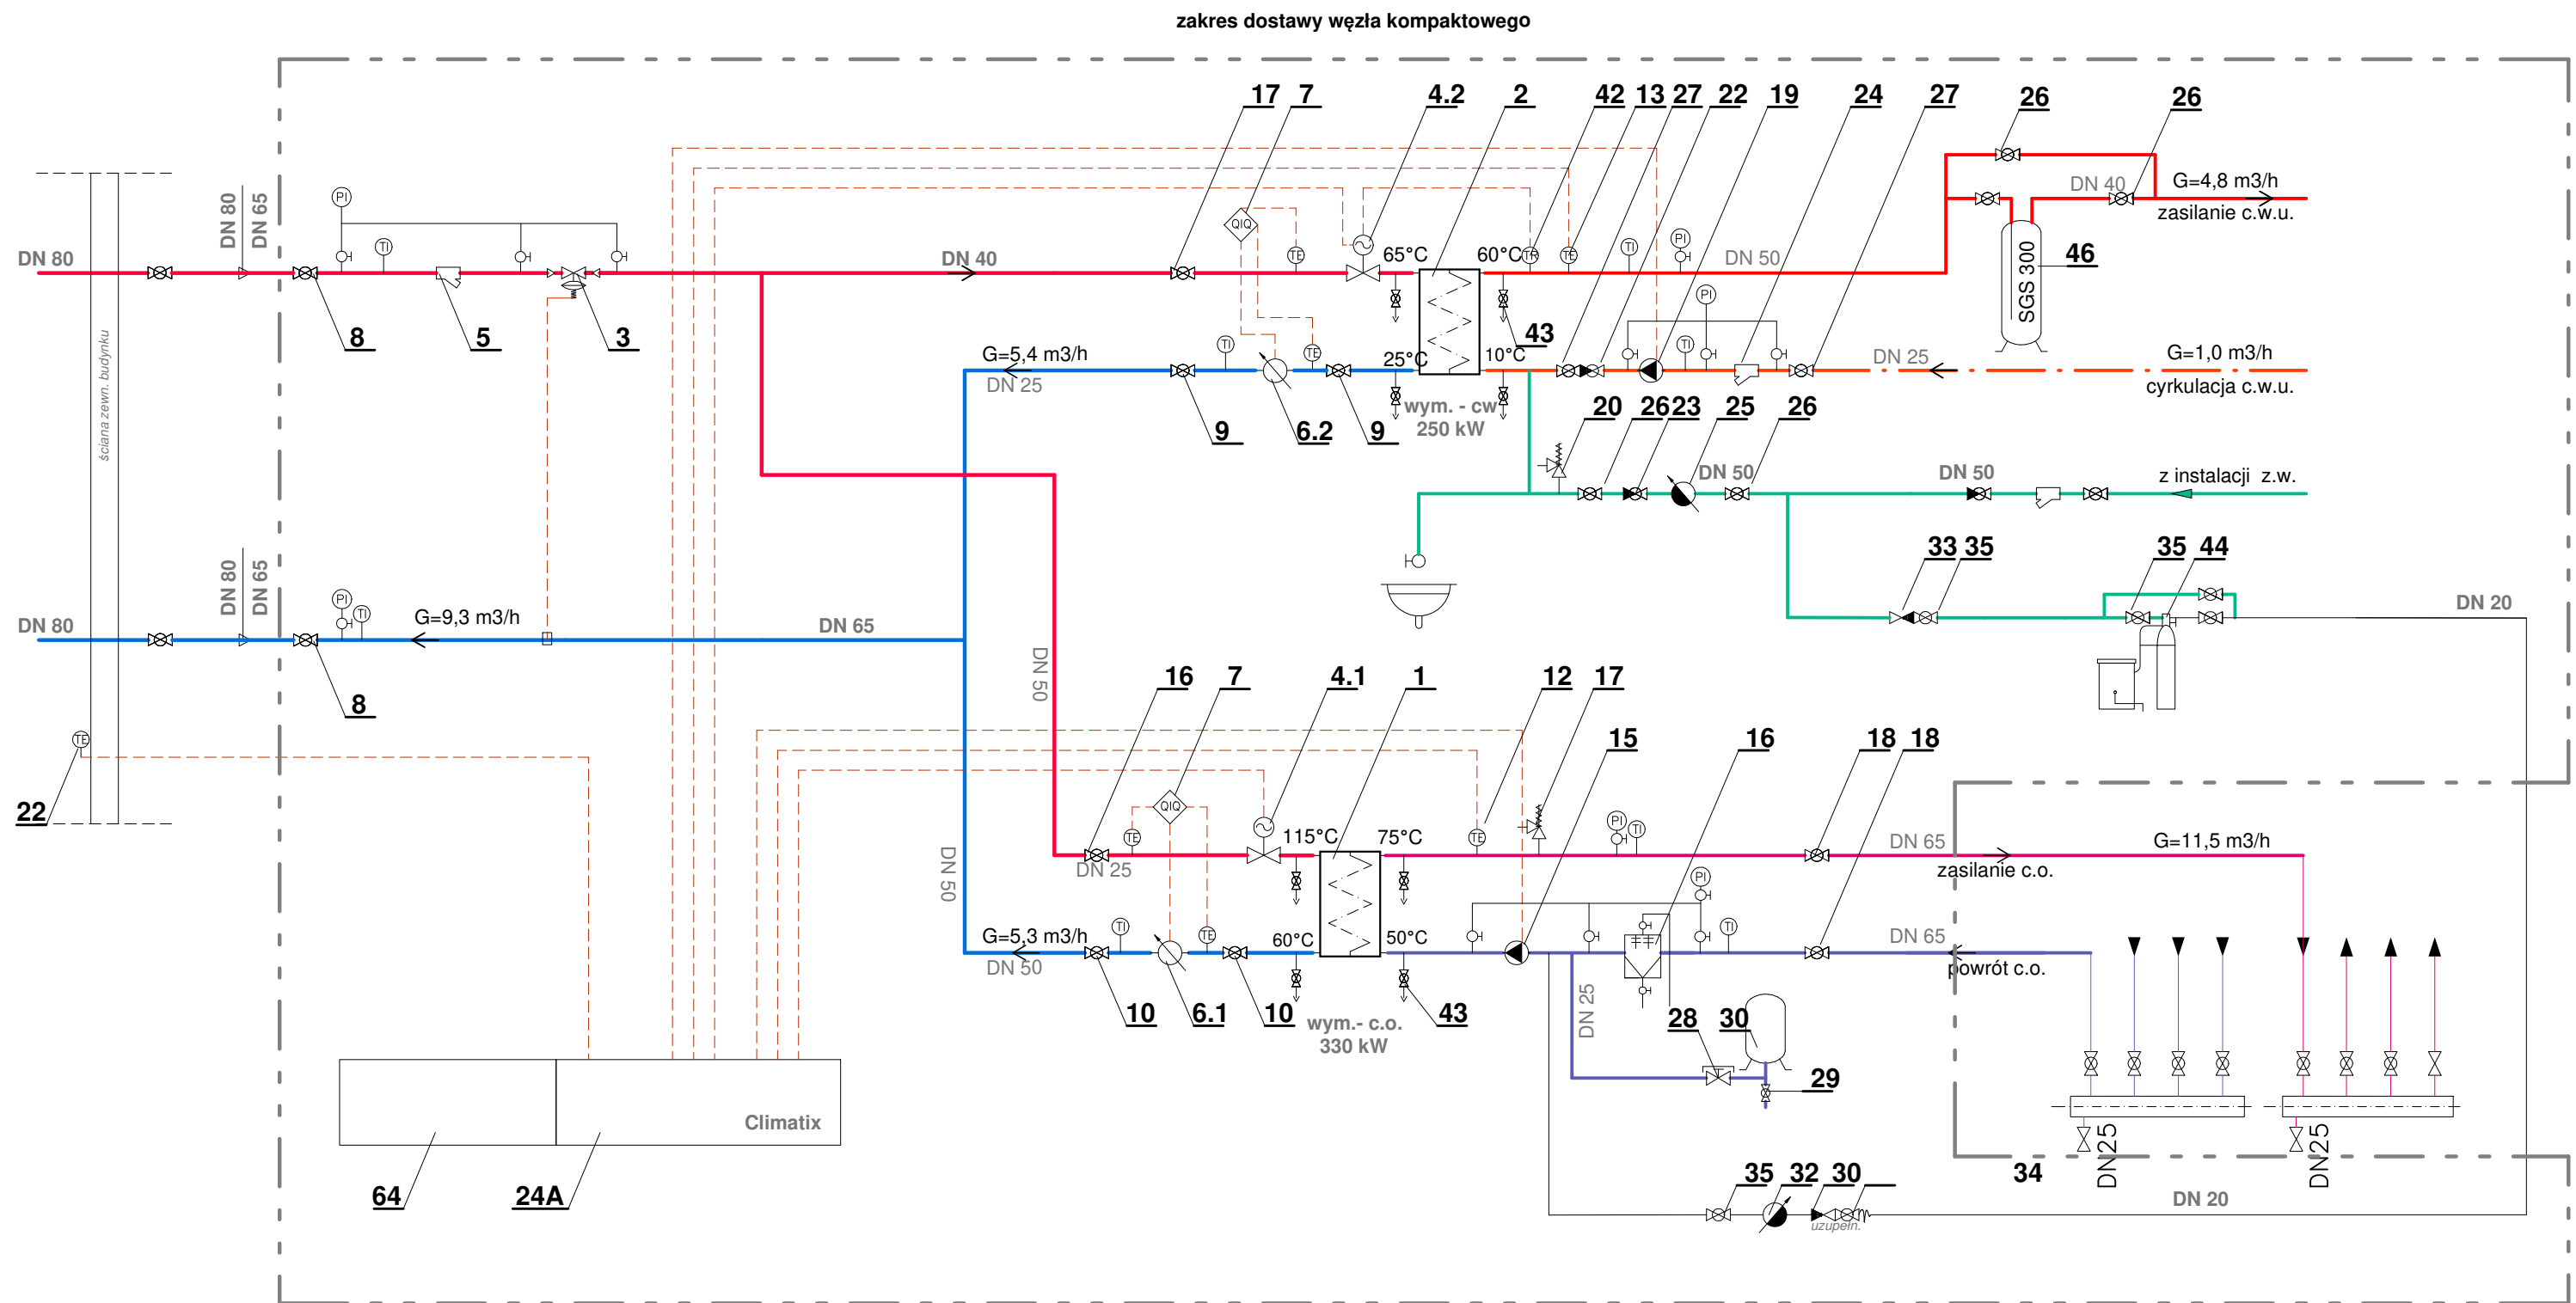 zakres dostawy węzła kompaktowego
17 7 4.2 2 42 13 27 22 19 24 27 26 26
DN 80 DN 65
PI
TI
QIQ
TE
65°C 60°C
TR
TE
TI
PI
DN 40
G=4,8 m3/h
zasilanie c.w.u.
DN 80
DN 40
DN 50
SGS 300
46
8 5 3
43
PI
ściana zewn. budynku
G=5,4 m3/h
DN 25
TI
TE
25°C 10°C
TI
DN 25
G=1,0 m3/h
cyrkulacja c.w.u.
9 6.2 9
wym. - cw
250 kW
20 26 23 25 26
DN 50
DN 50
z instalacji z.w.
33 35 35 44
DN 80 DN 65
PI
TI
DN 80
G=9,3 m3/h
DN 65
DN 20
DN 50
8
16 7 4.1 1 12 17
15 16 18 18
TE
22
QIQ
TE
115°C 75°C
TE
PI
TI
DN 25
DN 65
G=11,5 m3/h
zasilanie c.o.
DN 50
G=5,3 m3/h
DN 50
TI
TE
60°C 50°C
PI
TI
DN 65
powrót c.o.
10 6.1 10
wym.- c.o.
330 kW
43
DN 25
28 30
29
Climatix
64 24A
DN25
DN25
34
35 32 30
uzupełn.
DN 20